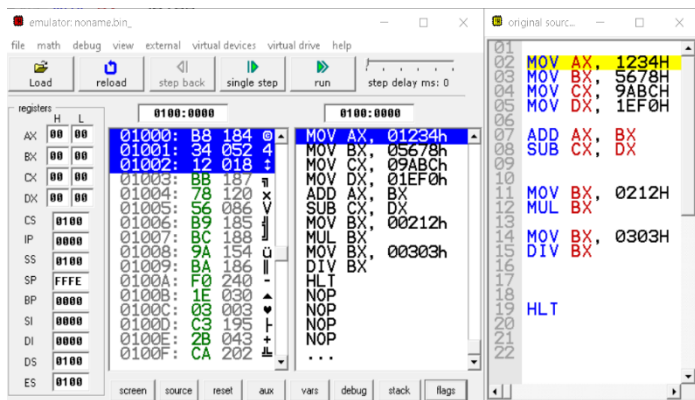 emulator: noname.bin_
file math debug view external virtual devices virtual drive help
Load reload step back single step run step delay ms: 0
registers
H L
AX 00 00
BX 00 00
CX 00 00
DX 00 00
CS 0100
IP 0000
SS 0100
SP FFFE
BP 0000
SI 0000
DI 0000
DS 0100
ES 0100
0100:0000
01000: B8 184 ©
01001: 34 052 4
01002: 12 018 ↕
01003: BB 187 ╗
01004: 78 120 x
01005: 56 086 V
01006: B9 185 ╣
01007: BC 188 ╝
01008: 9A 154 Ü
01009: BA 186 ║
0100A: F0 240 -
0100B: 1E 030 ▲
0100C: 03 003 ♥
0100D: C3 195 ├
0100E: 2B 043 +
0100F: CA 202 ╩
0100:0000
MOV AX, 01234h
MOV BX, 05678h
MOV CX, 09ABCh
MOV DX, 01EF0h
ADD AX, BX
SUB CX, DX
MOV BX, 00212h
MUL BX
MOV BX, 00303h
DIV BX
HLT
NOP
NOP
NOP
NOP
...
screen source reset aux vars debug stack flags
original sourc...
01
02 MOV AX, 1234H
03 MOV BX, 5678H
04 MOV CX, 9ABCH
05 MOV DX, 1EF0H
06
07 ADD AX, BX
08 SUB CX, DX
09
10
11 MOV BX, 0212H
12 MUL BX
13
14 MOV BX, 0303H
15 DIV BX
16
17
18
19 HLT
20
21
22